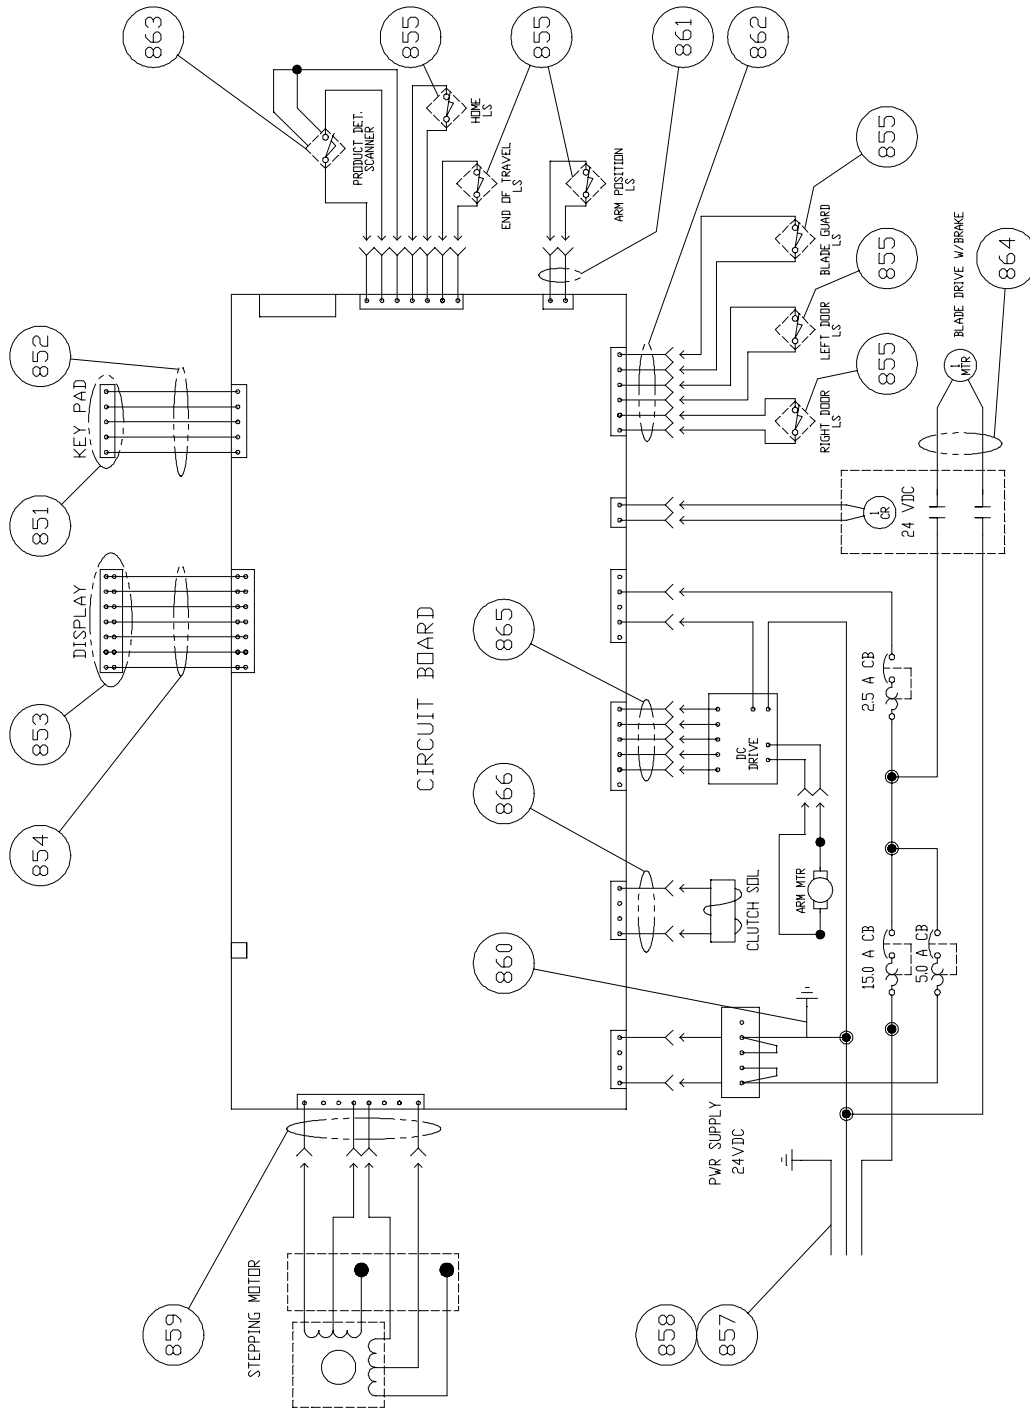 863
855
855
861
862
PRODUCT DET.
SCANNER
HOME
LS
END OF TRAVEL
LS
ARM POSITION
LS
855
BLADE GUARD
LS
855
LEFT DOOR
LS
855
RIGHT DOOR
LS
BLADE DRIVE W/BRAKE
864
1
MTR
1
CR
24 VDC
852
KEY PAD
851
DISPLAY
853
854
CIRCUIT BOARD
865
DC
DRIVE
2.5 A CB
866
CLUTCH SOL
ARM MTR
860
15.0 A CB
5.0 A CB
PWR SUPPLY
24VDC
859
STEPPING MOTOR
858
857